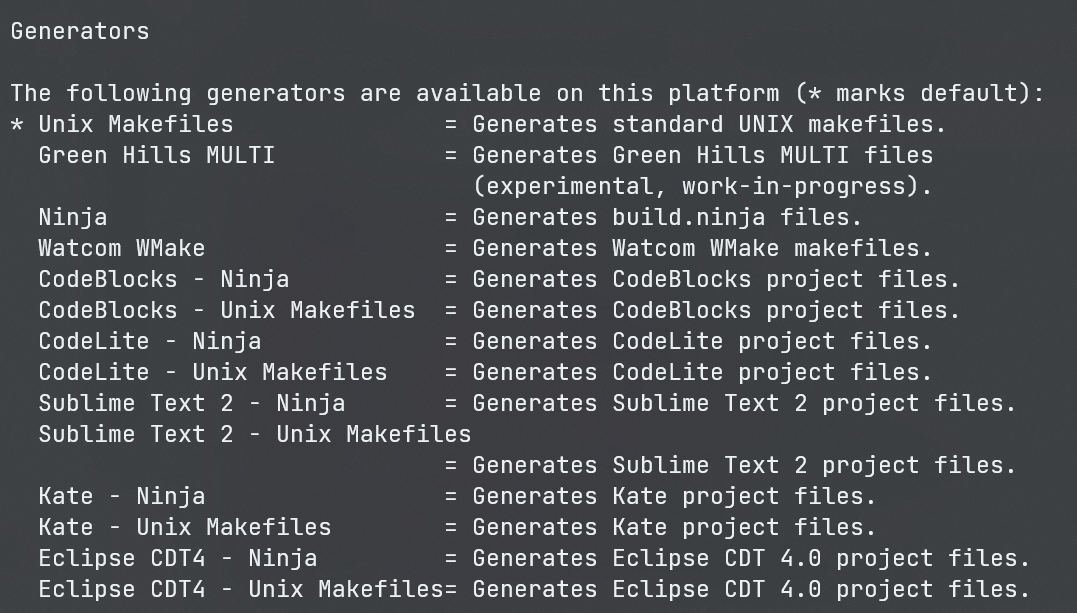 Generators

The following generators are available on this platform (* marks default):
* Unix Makefiles               = Generates standard UNIX makefiles.
  Green Hills MULTI            = Generates Green Hills MULTI files
                                 (experimental, work-in-progress).
  Ninja                        = Generates build.ninja files.
  Watcom WMake                 = Generates Watcom WMake makefiles.
  CodeBlocks - Ninja           = Generates CodeBlocks project files.
  CodeBlocks - Unix Makefiles  = Generates CodeBlocks project files.
  CodeLite - Ninja             = Generates CodeLite project files.
  CodeLite - Unix Makefiles    = Generates CodeLite project files.
  Sublime Text 2 - Ninja       = Generates Sublime Text 2 project files.
  Sublime Text 2 - Unix Makefiles
                               = Generates Sublime Text 2 project files.
  Kate - Ninja                 = Generates Kate project files.
  Kate - Unix Makefiles        = Generates Kate project files.
  Eclipse CDT4 - Ninja         = Generates Eclipse CDT 4.0 project files.
  Eclipse CDT4 - Unix Makefiles= Generates Eclipse CDT 4.0 project files.